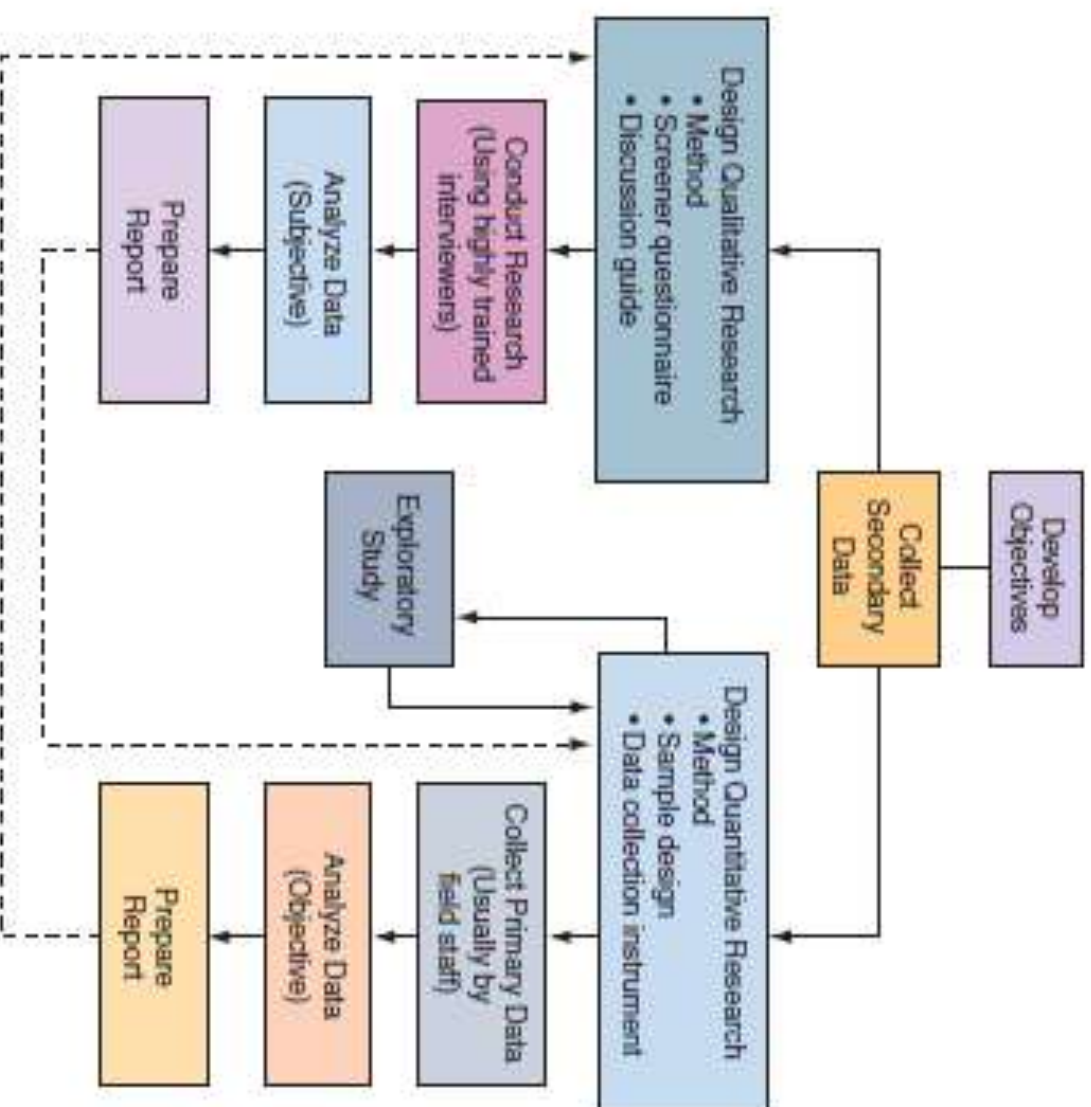 Develop
Objectives
Collect
Secondary
Data
Design Qualitative Research
• Method
• Screener questionnaire
• Discussion guide
Conduct Research
(Using highly trained
interviewers)
Analyze Data
(Subjective)
Prepare
Report
Exploratory
Study
Design Quantitative Research
• Method
• Sample design
• Data collection instrument
Collect Primary Data
(Usually by
field staff)
Analyze Data
(Objective)
Prepare
Report